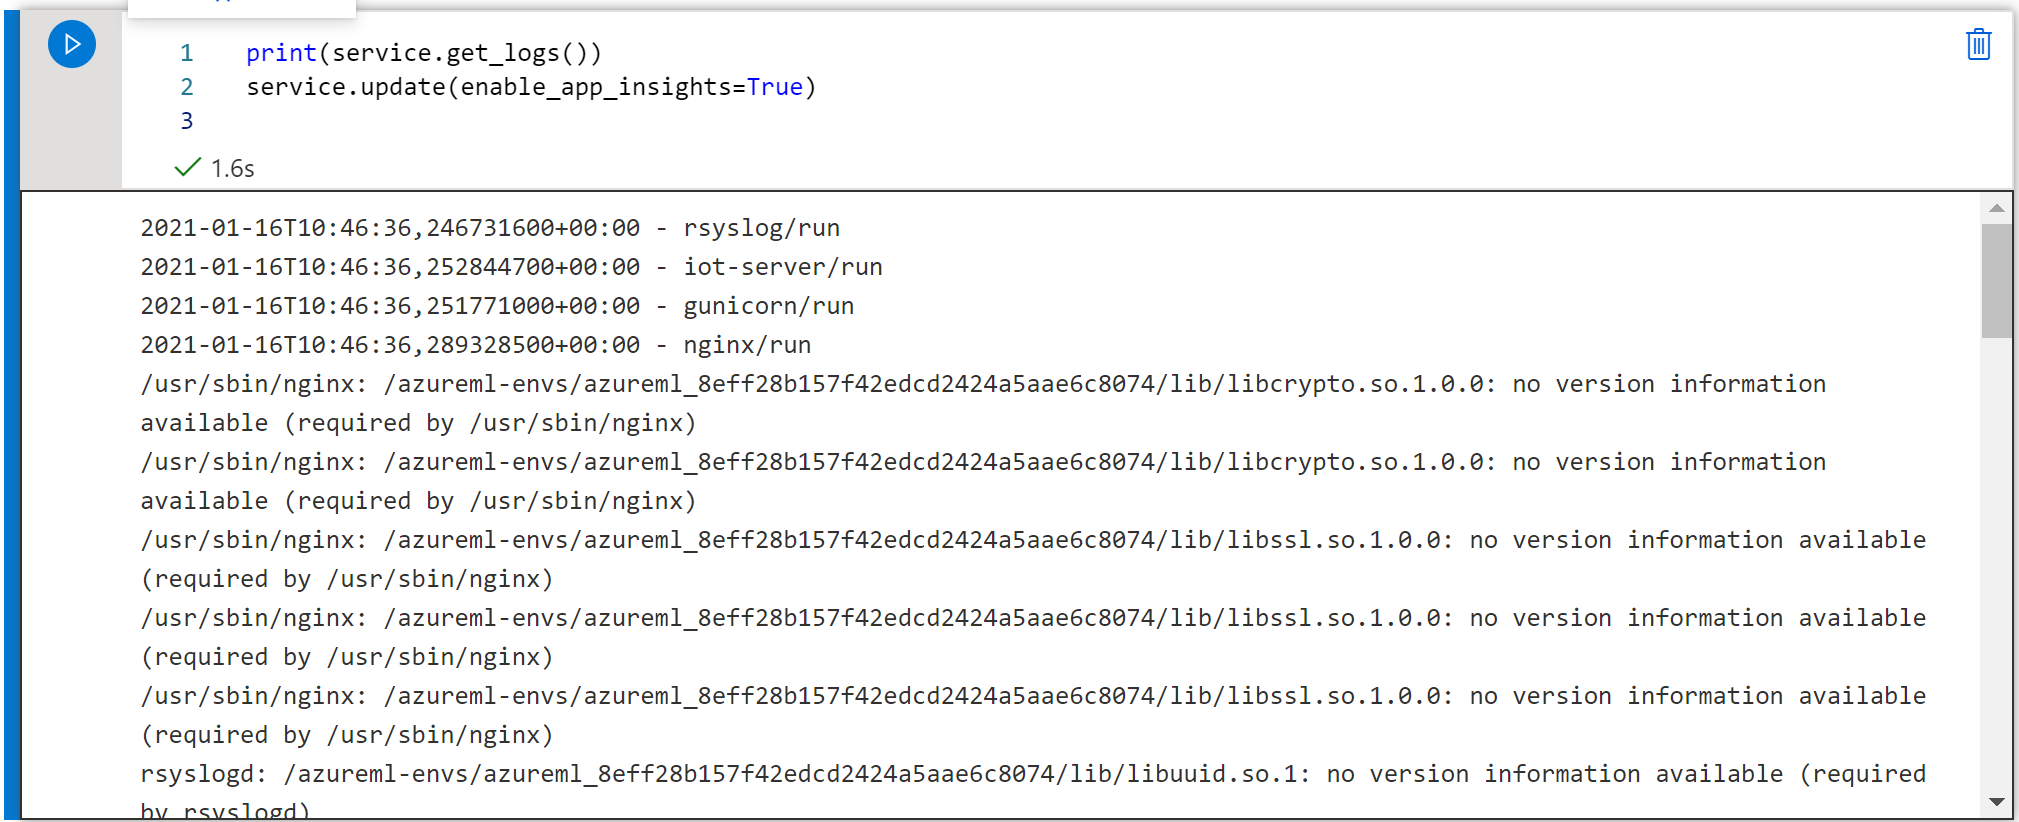 1 print(service.get_logs())
2 service.update(enable_app_insights=True)
3
1.6s
2021-01-16T10:46:36,246731600+00:00 - rsyslog/run
2021-01-16T10:46:36,252844700+00:00 - iot-server/run
2021-01-16T10:46:36,251771000+00:00 - gunicorn/run
2021-01-16T10:46:36,289328500+00:00 - nginx/run
/usr/sbin/nginx: /azureml-envs/azureml_8eff28b157f42edcd2424a5aae6c8074/lib/libcrypto.so.1.0.0: no version information
available (required by /usr/sbin/nginx)
/usr/sbin/nginx: /azureml-envs/azureml_8eff28b157f42edcd2424a5aae6c8074/lib/libcrypto.so.1.0.0: no version information
available (required by /usr/sbin/nginx)
/usr/sbin/nginx: /azureml-envs/azureml_8eff28b157f42edcd2424a5aae6c8074/lib/libssl.so.1.0.0: no version information available
(required by /usr/sbin/nginx)
/usr/sbin/nginx: /azureml-envs/azureml_8eff28b157f42edcd2424a5aae6c8074/lib/libssl.so.1.0.0: no version information available
(required by /usr/sbin/nginx)
/usr/sbin/nginx: /azureml-envs/azureml_8eff28b157f42edcd2424a5aae6c8074/lib/libssl.so.1.0.0: no version information available
(required by /usr/sbin/nginx)
rsyslogd: /azureml-envs/azureml_8eff28b157f42edcd2424a5aae6c8074/lib/libuuid.so.1: no version information available (required
by rsyslogd)